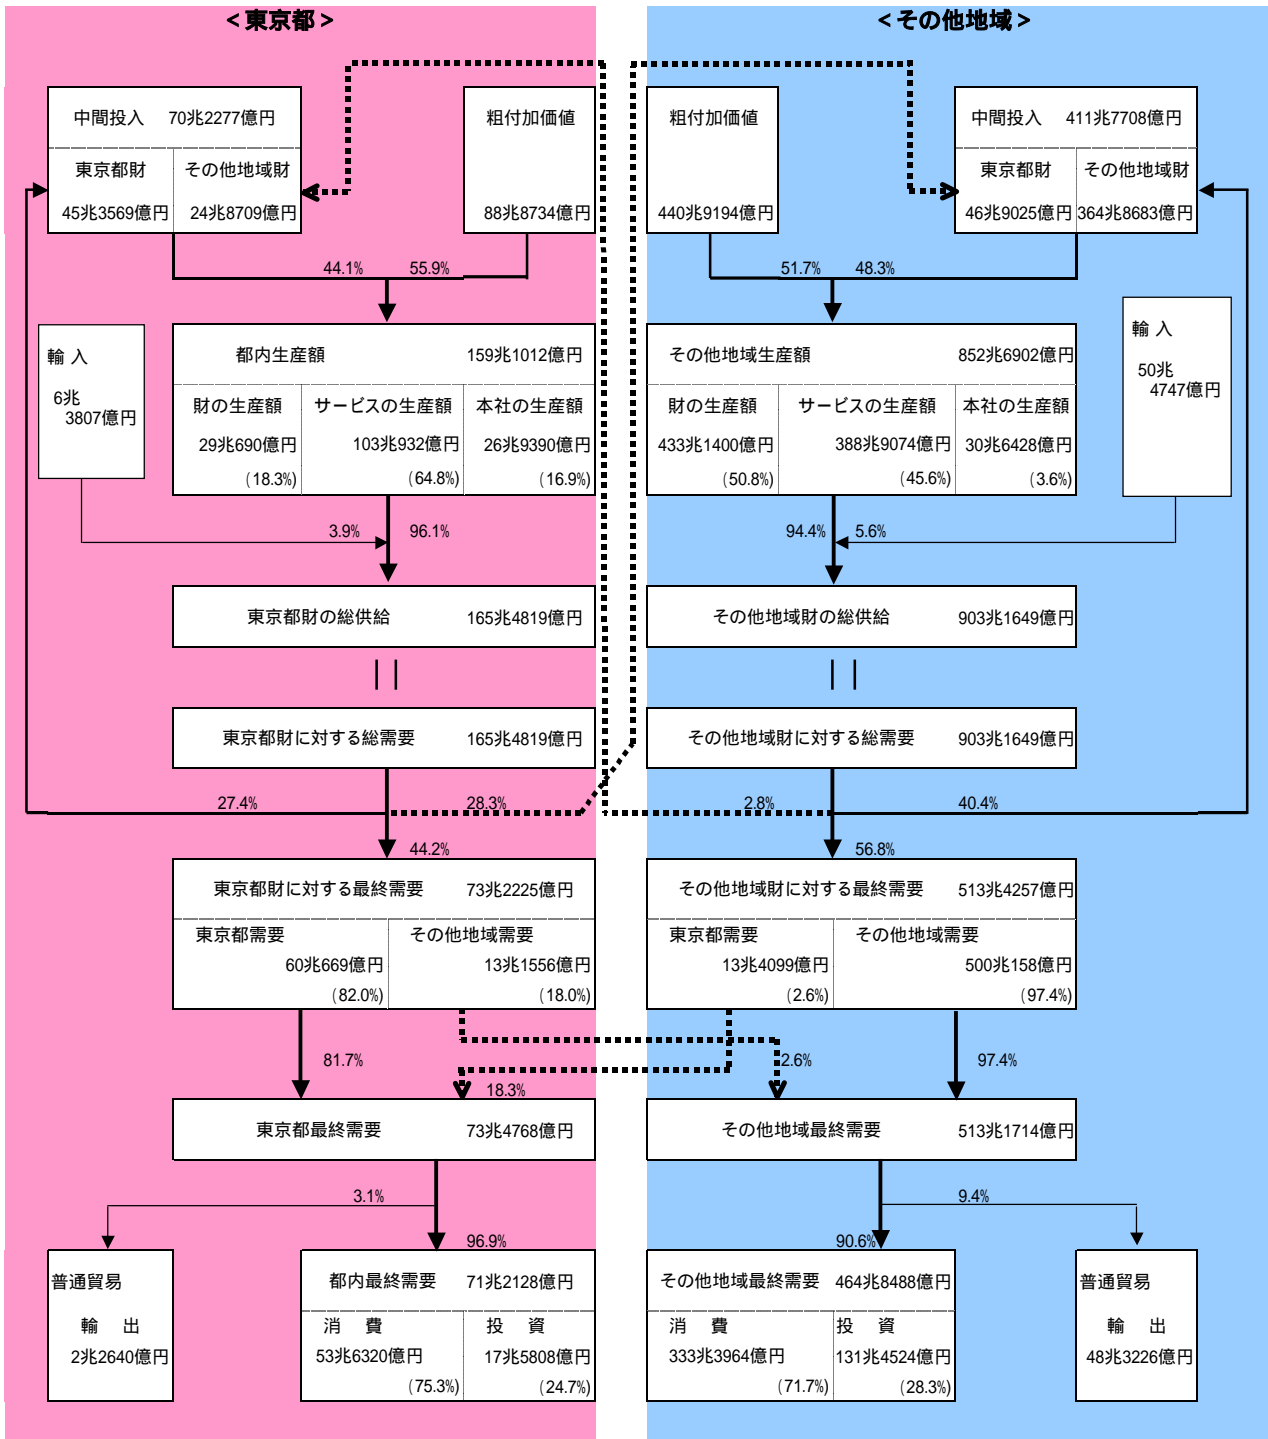 ＜東京都＞
中間投入 70兆2277億円
東京都財 その他地域財
45兆3569億円 24兆8709億円
粗付加価値
88兆8734億円
44.1% 55.9%
輸 入
6兆
3807億円
都内生産額 159兆1012億円
財の生産額 サービスの生産額 本社の生産額
29兆690億円 103兆932億円 26兆9390億円
(18.3%) (64.8%) (16.9%)
3.9% 96.1%
東京都財の総供給 165兆4819億円
東京都財に対する総需要 165兆4819億円
27.4% 28.3%
44.2%
東京都財に対する最終需要 73兆2225億円
東京都需要 その他地域需要
60兆669億円 13兆1556億円
(82.0%) (18.0%)
81.7%
18.3%
東京都最終需要 73兆4768億円
3.1%
96.9%
普通貿易
輸 出
2兆2640億円
都内最終需要 71兆2128億円
消 費 投 資
53兆6320億円 17兆5808億円
(75.3%) (24.7%)
＜その他地域＞
粗付加価値
440兆9194億円
中間投入 411兆7708億円
東京都財 その他地域財
46兆9025億円 364兆8683億円
51.7% 48.3%
輸 入
50兆
4747億円
その他地域生産額 852兆6902億円
財の生産額 サービスの生産額 本社の生産額
433兆1400億円 388兆9074億円 30兆6428億円
(50.8%) (45.6%) (3.6%)
94.4% 5.6%
その他地域財の総供給 903兆1649億円
その他地域財に対する総需要 903兆1649億円
2.8% 40.4%
56.8%
その他地域財に対する最終需要 513兆4257億円
東京都需要 その他地域需要
13兆4099億円 500兆158億円
(2.6%) (97.4%)
2.6% 97.4%
その他地域最終需要 513兆1714億円
9.4%
90.6%
その他地域最終需要 464兆8488億円
消 費 投 資
333兆3964億円 131兆4524億円
(71.7%) (28.3%)
普通貿易
輸 出
48兆3226億円